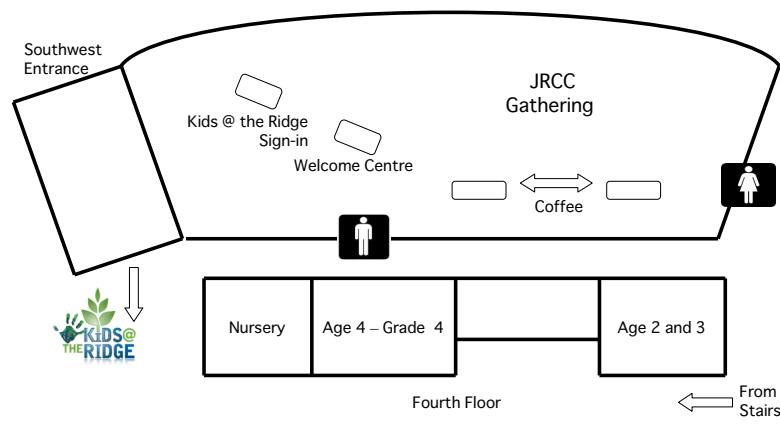 Southwest
Entrance
JRCC
Gathering
Kids @ the Ridge
Sign-in
Welcome Centre
Coffee
KIDS@
THE RIDGE
Nursery
Age 4 – Grade 4
Age 2 and 3
Fourth Floor
From
Stairs